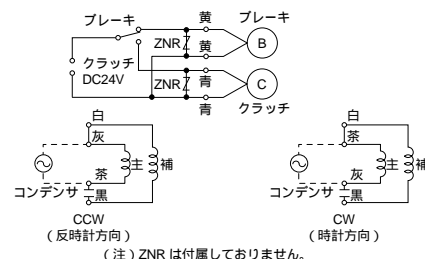 ブレーキ 黄 ブレーキ
ZNR 黄 B
クラッチ
DC24V
ZNR 青 C
青 クラッチ
白 白
灰 茶
主 補 主 補
茶 灰
コンデンサ 黒 コンデンサ 黒
CCW CW
(反時計方向) (時計方向)
(注) ZNR は付属しておりません。